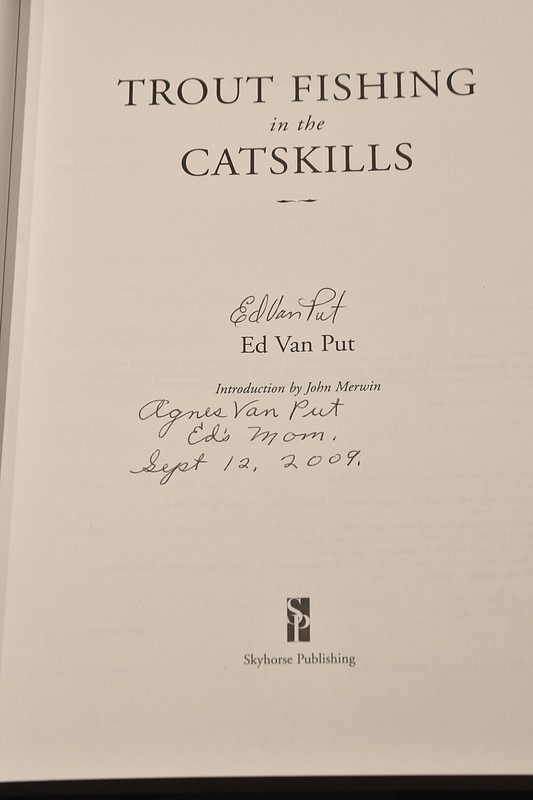 TROUT FISHING
in the
CATSKILLS
Ed Van Put
Ed Van Put
Introduction by John Merwin
Agnes Van Put
Ed's Mom.
Sept 12, 2009.
SP
Skyhorse Publishing